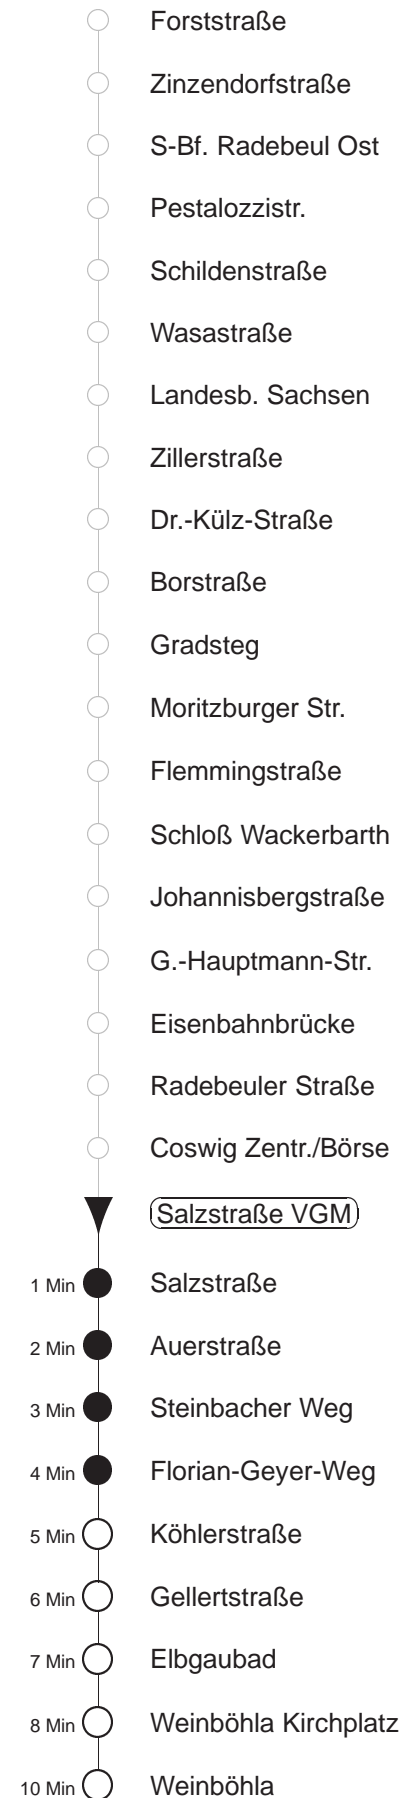 Forststraße
Zinzendorfstraße
S-Bf. Radebeul Ost
Pestalozzistr.
Schildenstraße
Wasastraße
Landesb. Sachsen
Zillerstraße
Dr.-Külz-Straße
Borstraße
Gradsteg
Moritzburger Str.
Flemmingstraße
Schloß Wackerbarth
Johannisbergstraße
G.-Hauptmann-Str.
Eisenbahnbrücke
Radebeuler Straße
Coswig Zentr./Börse
Salzstraße VGM
1 Min Salzstraße
2 Min Auerstraße
3 Min Steinbacher Weg
4 Min Florian-Geyer-Weg
5 Min Köhlerstraße
6 Min Gellertstraße
7 Min Elbgaubad
8 Min Weinböhla Kirchplatz
10 Min Weinböhla